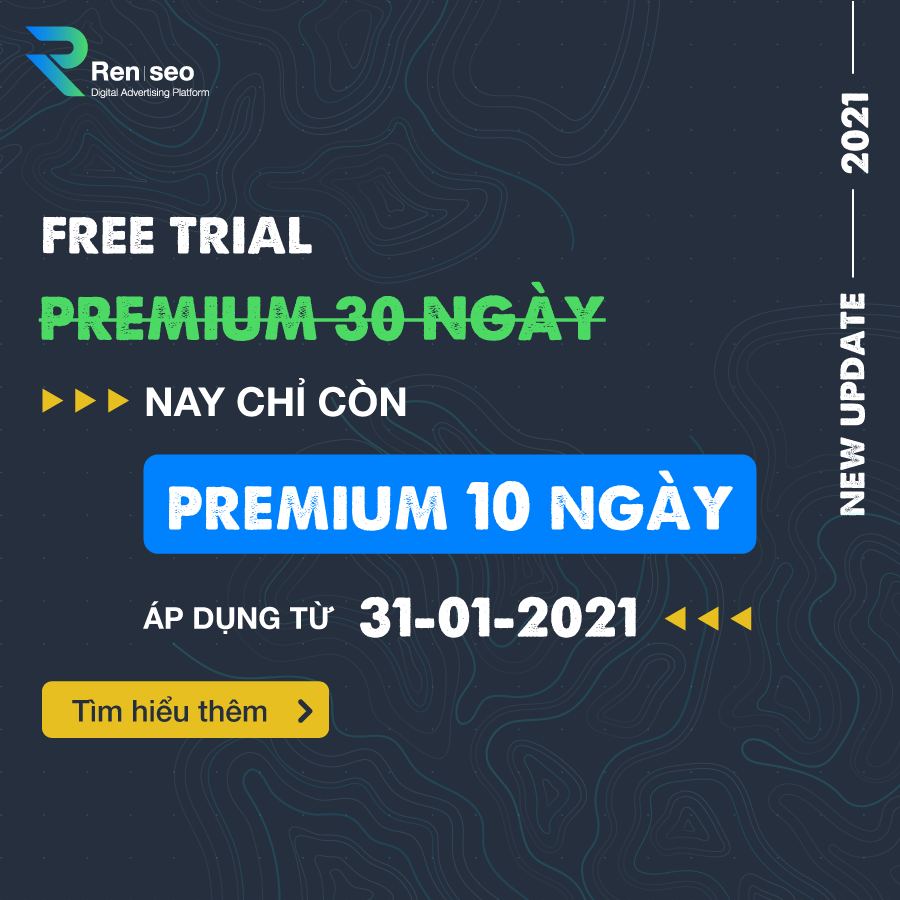 Ren|seo
Digital Advertising Platform
FREE TRIAL
PREMIUM 30 NGÀY
NAY CHỈ CÒN
PREMIUM 10 NGÀY
ÁP DỤNG TỪ 31-01-2021
Tìm hiểu thêm
NEW UPDATE 2021